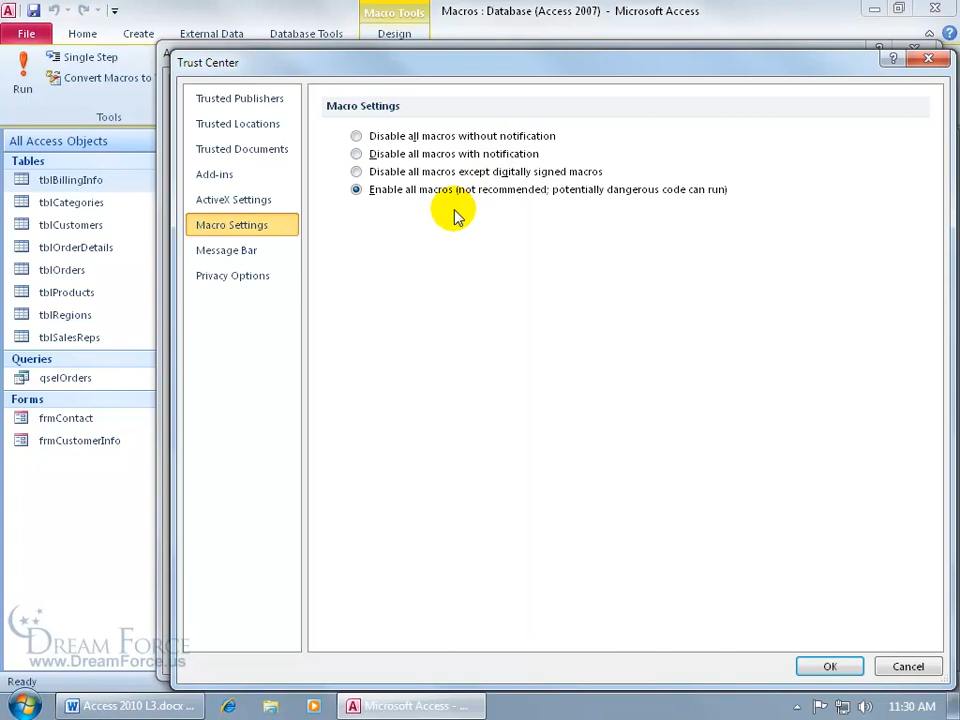 Macro Tools
Macros : Database (Access 2007) - Microsoft Access
File Home Create External Data Database Tools Design
Run
Single Step
Convert Macros to
Tools
All Access Objects
Tables
tblBillingInfo
tblCategories
tblCustomers
tblOrderDetails
tblOrders
tblProducts
tblRegions
tblSalesReps
Queries
qselOrders
Forms
frmContact
frmCustomerInfo
Trust Center
Trusted Publishers
Trusted Locations
Trusted Documents
Add-ins
ActiveX Settings
Macro Settings
Message Bar
Privacy Options
Macro Settings
Disable all macros without notification
Disable all macros with notification
Disable all macros except digitally signed macros
Enable all macros (not recommended; potentially dangerous code can run)
OK Cancel
DREAM FORCE
www.DreamForce.us
Ready
Access 2010 L3.docx ...
Microsoft Access - ...
11:30 AM